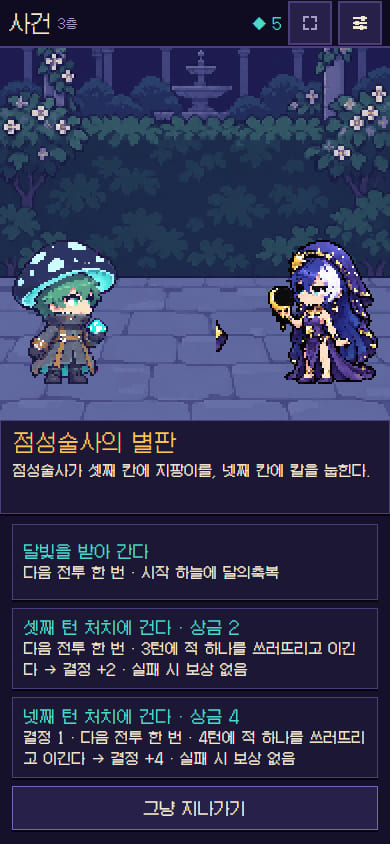 사건 3층
5
점성술사의 별판
점성술사가 셋째 칸에 지팡이를, 넷째 칸에 칼을 눕힌다.
달빛을 받아 간다
다음 전투 한 번 · 시작 하늘에 달의축복
셋째 턴 처치에 건다 · 상금 2
다음 전투 한 번 · 3턴에 적 하나를 쓰러뜨리고 이긴
다 → 결정 +2 · 실패 시 보상 없음
넷째 턴 처치에 건다 · 상금 4
결정 1 · 다음 전투 한 번 · 4턴에 적 하나를 쓰러뜨리
고 이긴다 → 결정 +4 · 실패 시 보상 없음
그냥 지나가기